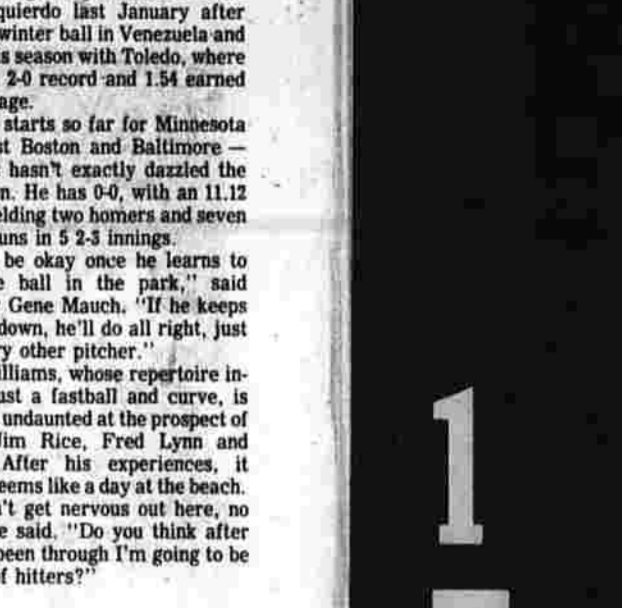 quierdo last January after
winter ball in Venezuela and
s season with Toledo, where
2-0 record and 1.54 earned
age.
starts so far for Minnesota
st Boston and Baltimore —
hasn't exactly dazzled the
n. He has 0-0, with an 11.12
elding two homers and seven
uns in 5 2-3 innings.
be okay once he learns to
e ball in the park," said
Gene Mauch. "If he keeps
down, he'll do all right, just
ry other pitcher."
illiams, whose repertoire in-
ust a fastball and curve, is
undaunted at the prospect of
Jim Rice, Fred Lynn and
After his experiences, it
eems like a day at the beach.
't get nervous out here, no
e said. "Do you think after
been through I'm going to be
f hitters?"
1